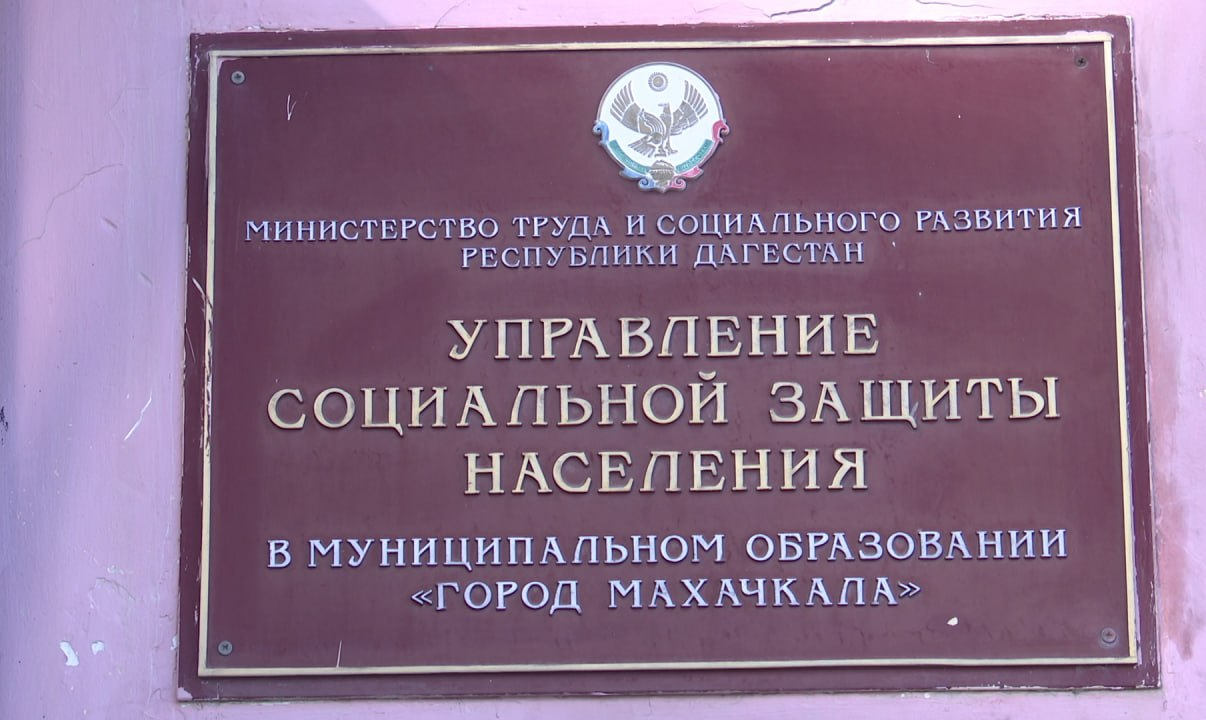 МИНИСТЕРСТВО ТРУДА И СОЦИАЛЬНОГО РАЗВИТИЯ
РЕСПУБЛИКИ ДАГЕСТАН
УПРАВЛЕНИЕ
СОЦИАЛЬНОЙ ЗАЩИТЫ
НАСЕЛЕНИЯ
В МУНИЦИПАЛЬНОМ ОБРАЗОВАНИИ
«ГОРОД МАХАЧКАЛА»